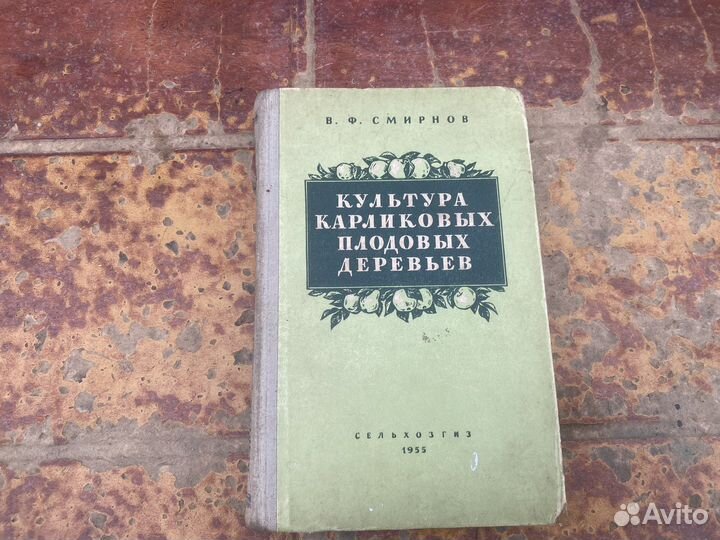 В. Ф. СМИРНОВ
КУЛЬТУРА
КАРЛИКОВЫХ
ПЛОДОВЫХ
ДЕРЕВЬЕВ
СЕЛЬХОЗГИЗ
1955
Avito